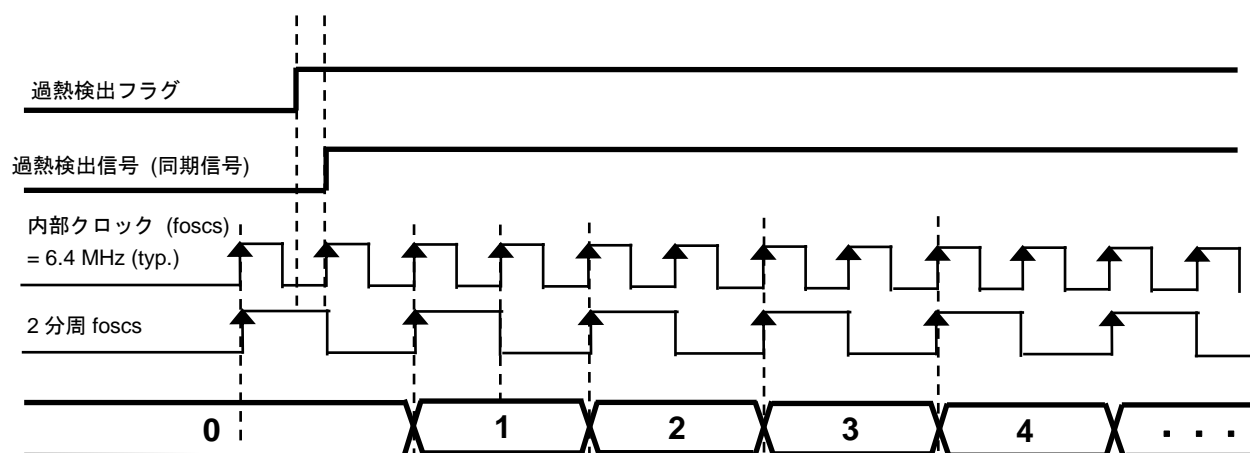 過熱検出フラグ
過熱検出信号 (同期信号)
内部クロック (foscs)
= 6.4 MHz (typ.)
2 分周 foscs
0 1 2 3 4 ・・・